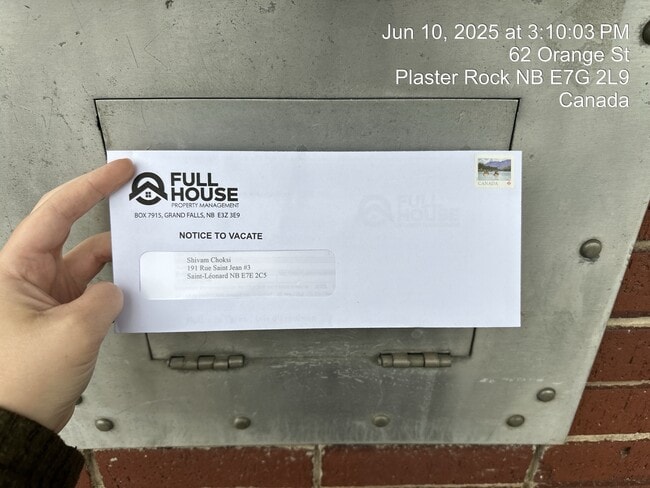 Jun 10, 2025 at 3:10:03 PM
62 Orange St
Plaster Rock NB E7G 2L9
Canada
FULL
HOUSE
PROPERTY MANAGEMENT
BOX 7915, GRAND FALLS, NB E3Z 3E9
CANADA
NOTICE TO VACATE
Shivam Choksi
191 Rue Saint Jean #3
Saint-Léonard NB E7E 2C5